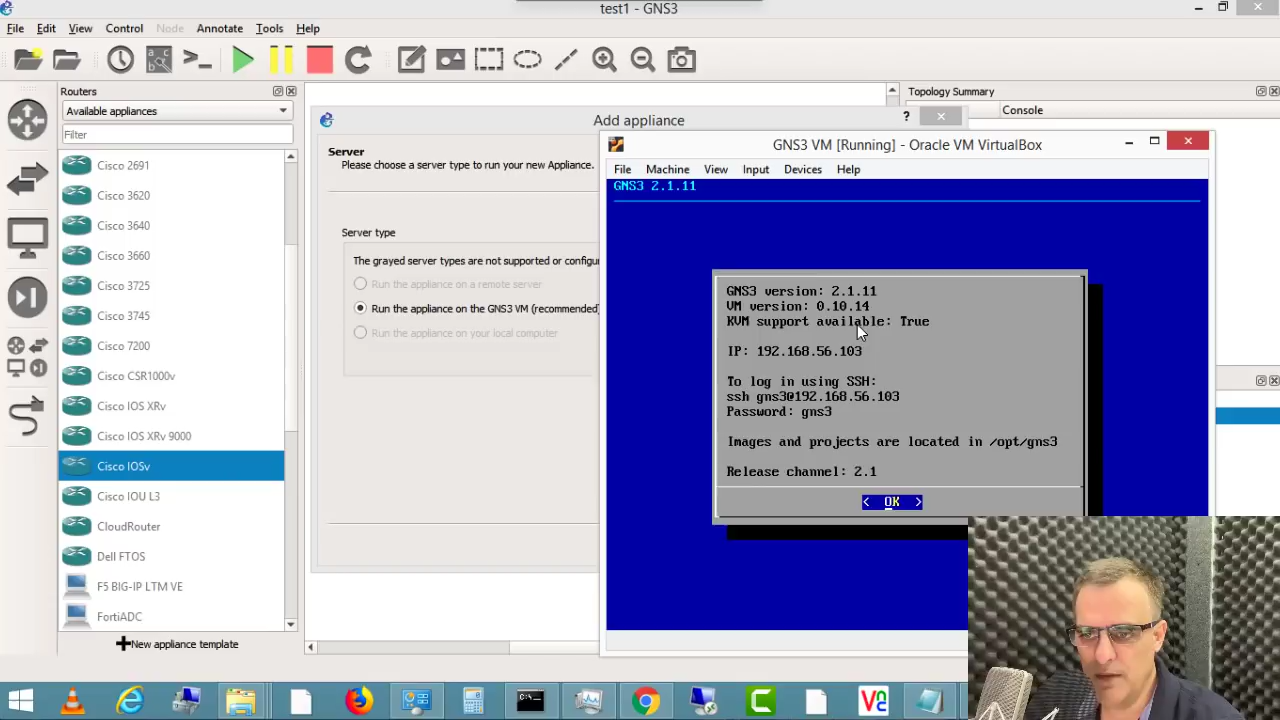 test1 - GNS3
File Edit View Control Node Annotate Tools Help
Routers
Available appliances
Filter
Cisco 2691
Cisco 3620
Cisco 3640
Cisco 3660
Cisco 3725
Cisco 3745
Cisco 7200
Cisco CSR1000v
Cisco IOS XRv
Cisco IOS XRv 9000
Cisco IOSv
Cisco IOU L3
CloudRouter
Dell FTOS
F5 BIG-IP LTM VE
FortiADC
New appliance template
Add appliance
Server
Please choose a server type to run your new Appliance.
Server type
The grayed server types are not supported or configu
Run the appliance on a remote server
Run the appliance on the GNS3 VM (recommended)
Run the appliance on your local computer
Topology Summary
Console
GNS3 VM [Running] - Oracle VM VirtualBox
File Machine View Input Devices Help
GNS3 2.1.11
GNS3 version: 2.1.11
VM version: 0.10.14
KVM support available: True
IP: 192.168.56.103
To log in using SSH:
ssh gns3@192.168.56.103
Password: gns3
Images and projects are located in /opt/gns3
Release channel: 2.1
< OK >